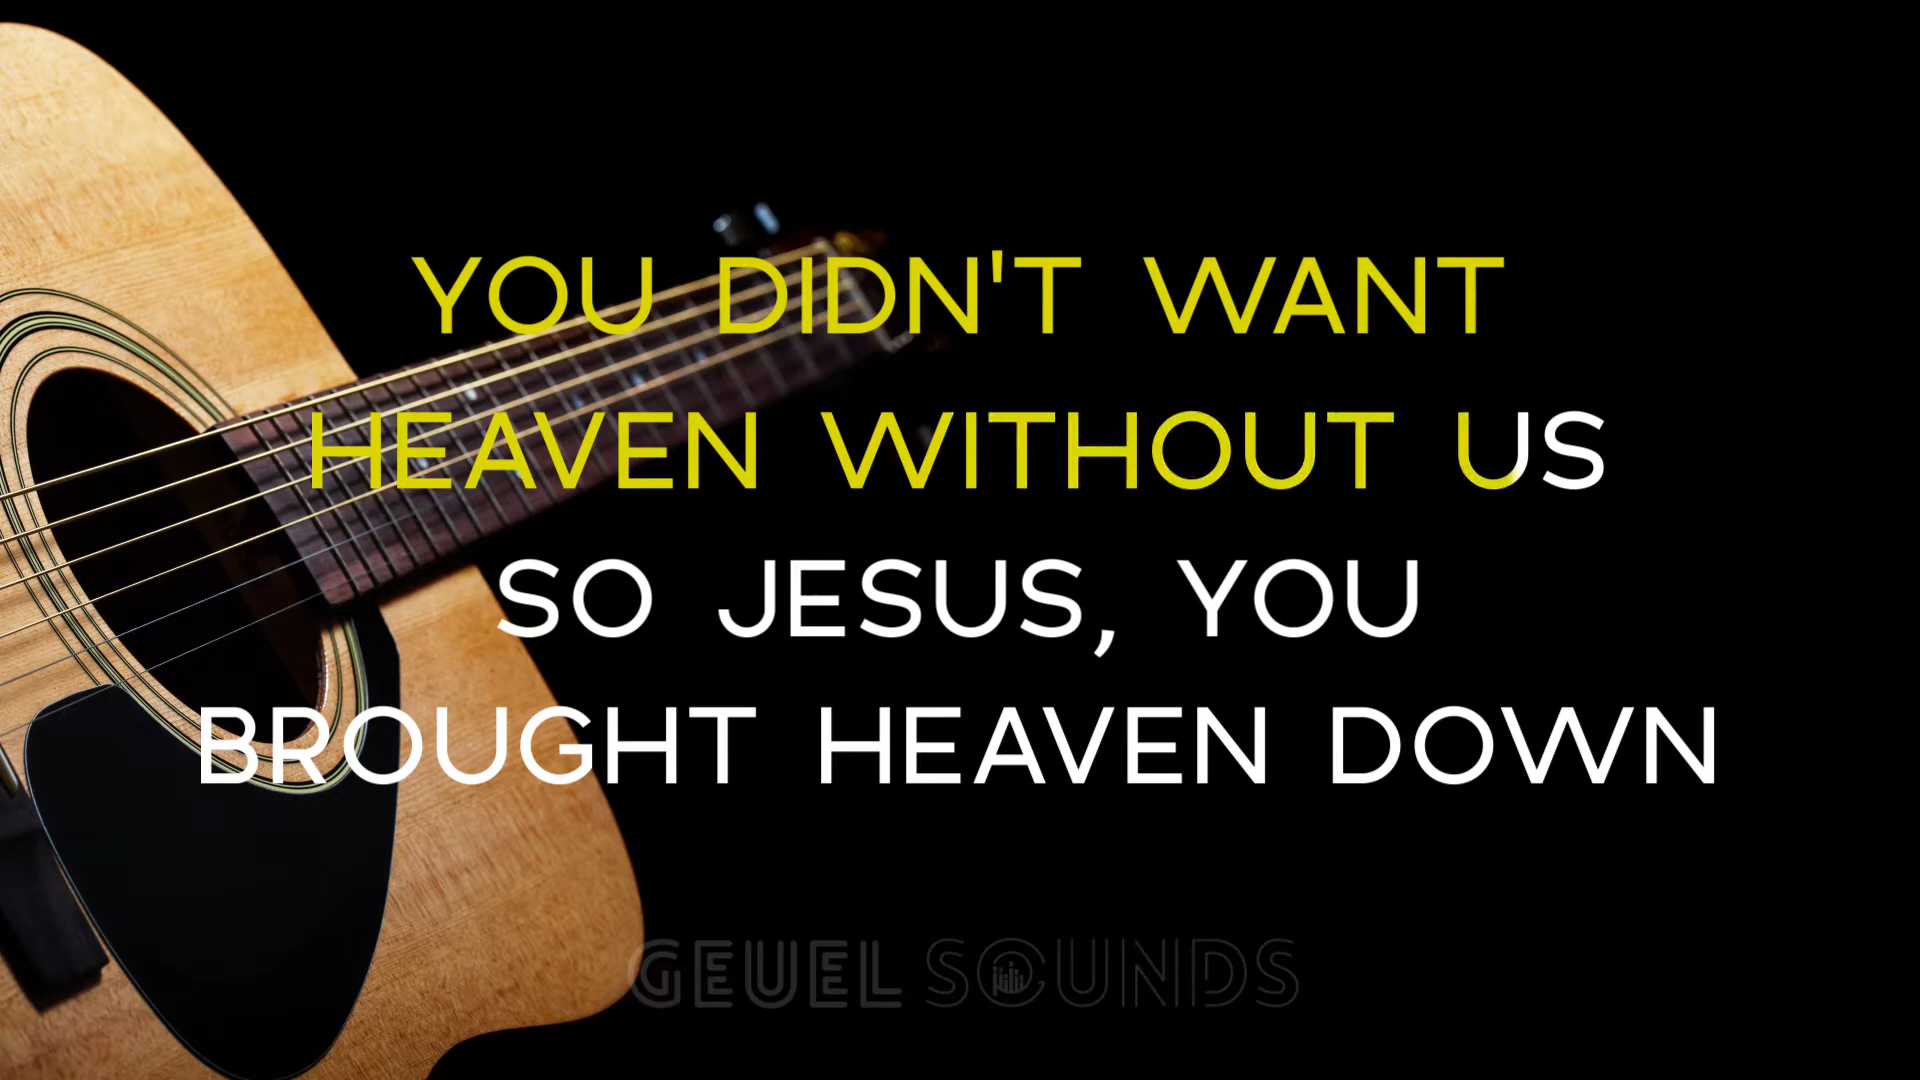 YOU DIDN'T WANT
HEAVEN WITHOUT US
SO JESUS, YOU
BROUGHT HEAVEN DOWN
GEUEL SOUNDS